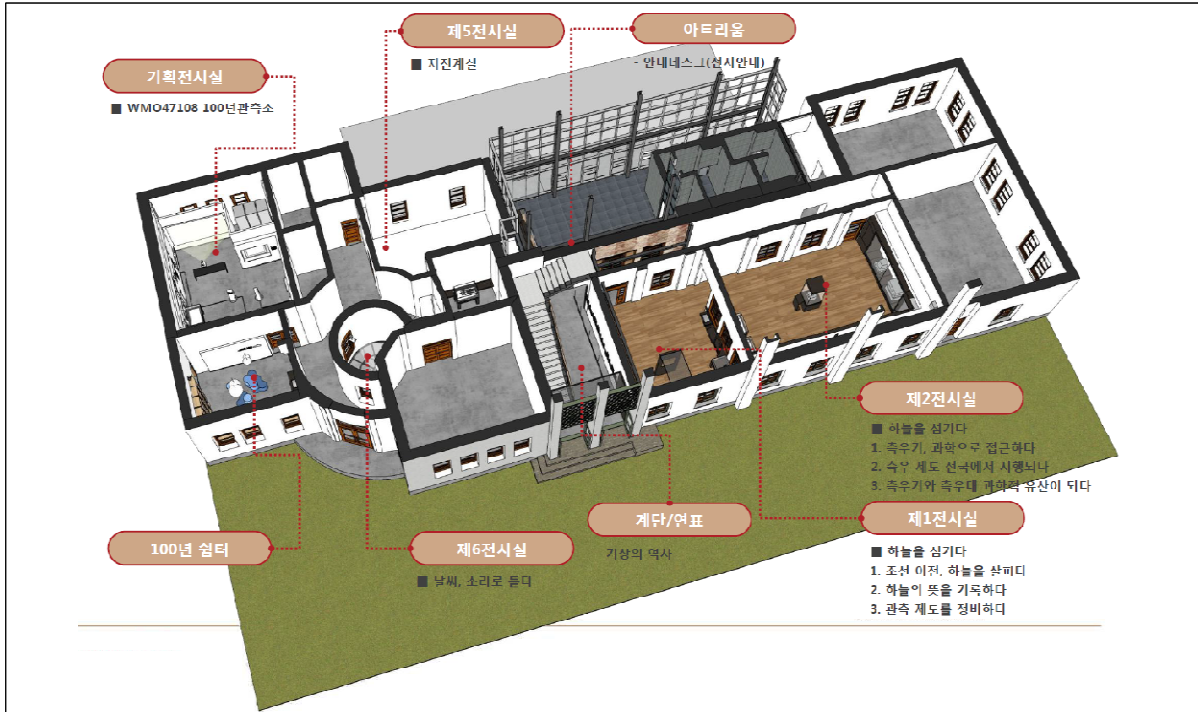 제5전시실
■ 지진계실
아트리움
- 안내데스크(전시안내)
기획전시실
■ WMO47108 100년관측소
제2전시실
■ 하늘을 섬기다
1. 측우기, 과학으로 접근하다
2. 측우 제도 전국에서 시행되다
3. 측우기와 측우대 과학적 유산이 되다
제1전시실
■ 하늘을 섬기다
1. 조선 이전, 하늘을 살피다
2. 하늘의 뜻을 기록하다
3. 관측 제도를 정비하다
계단/연표
기상의 역사
100년 쉼터
제6전시실
■ 날씨, 소리로 듣다